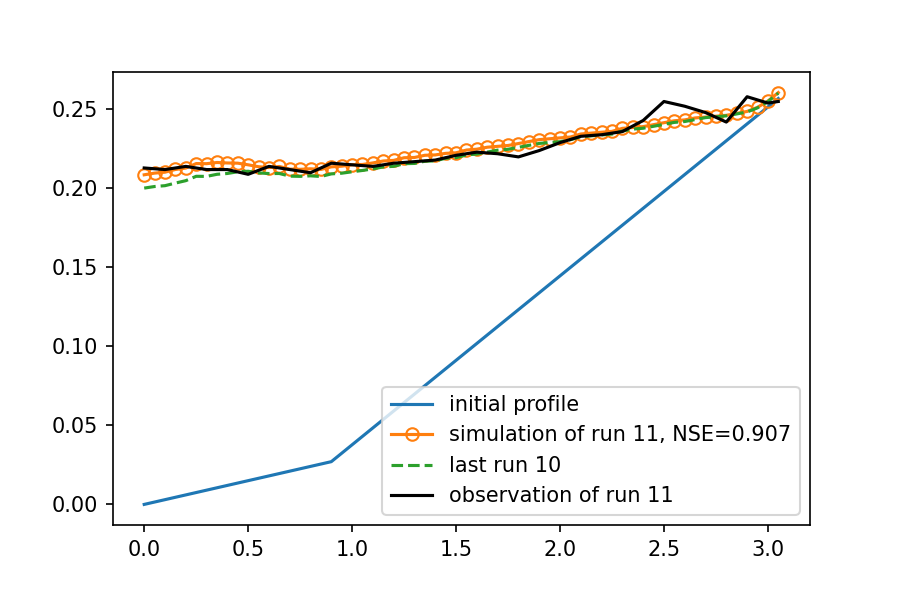 0.25
0.20
0.15
0.10
0.05
0.00
0.0 0.5 1.0 1.5 2.0 2.5 3.0
initial profile
simulation of run 11, NSE=0.907
last run 10
observation of run 11